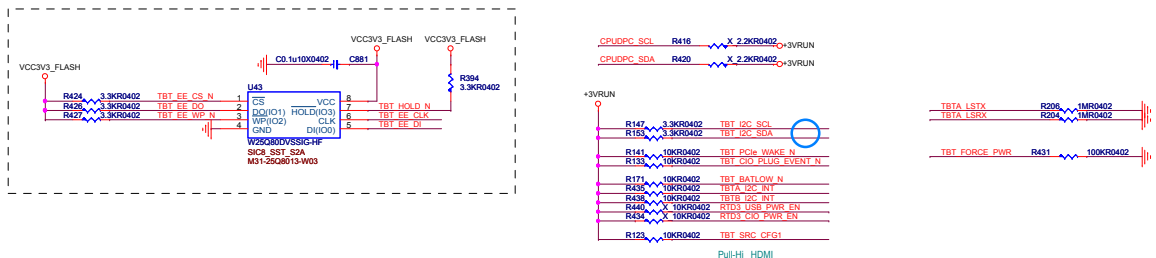 VCC3V3_FLASH
VCC3V3_FLASH
VCC3V3_FLASH
C0.1u10X0402 C881
R394
3.3KR0402
U43
R424 3.3KR0402 TBT_EE_CS_N 1 CS VCC 8
R426 3.3KR0402 TBT_EE_DO 2 DO(IO1) HOLD(IO3) 7 TBT_HOLD_N
R427 3.3KR0402 TBT_EE_WP_N 3 WP(IO2) CLK 6 TBT_EE_CLK
4 GND DI(IO0) 5 TBT_EE_DI
W25Q80DVSSIG-HF
SIC8_SST_S2A
M31-25Q8013-W03
CPUDPC_SCL R416 X_2.2KR0402 +3VRUN
CPUDPC_SDA R420 X_2.2KR0402 +3VRUN
+3VRUN
R147 3.3KR0402 TBT_I2C_SCL
R153 3.3KR0402 TBT_I2C_SDA
R141 10KR0402 TBT_PCIe_WAKE_N
R133 10KR0402 TBT_CIO_PLUG_EVENT_N
R171 10KR0402 TBT_BATLOW_N
R435 10KR0402 TBTA_I2C_INT
R438 10KR0402 TBTB_I2C_INT
R440 X_10KR0402 RTD3_USB_PWR_EN
R434 X_10KR0402 RTD3_CIO_PWR_EN
R123 10KR0402 TBT_SRC_CFG1
Pull-Hi HDMI
TBTA_LSTX R206 1MR0402
TBTA_LSRX R204 1MR0402
TBT_FORCE_PWR R431 100KR0402